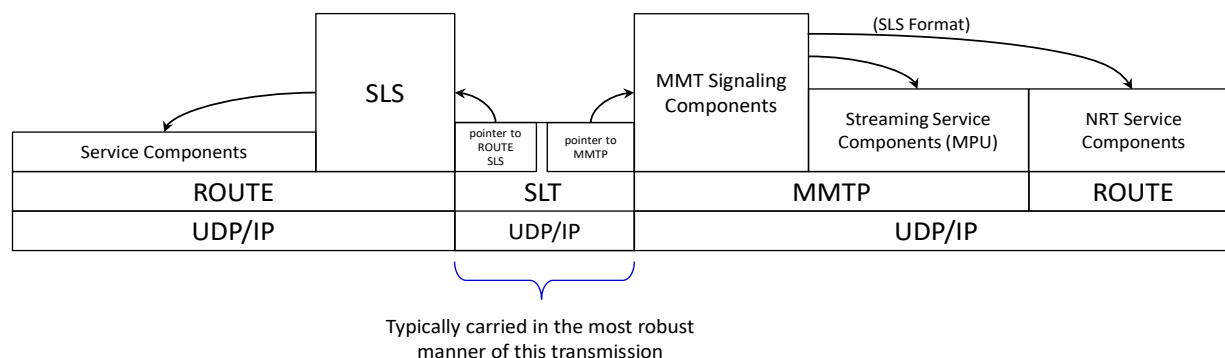 (SLS Format)
SLS
MMT Signaling
Components
Service Components
pointer to
ROUTE
SLS
pointer to
MMTP
Streaming Service
Components (MPU)
NRT Service
Components
ROUTE
SLT
MMTP
ROUTE
UDP/IP
UDP/IP
UDP/IP
Typically carried in the most robust
manner of this transmission